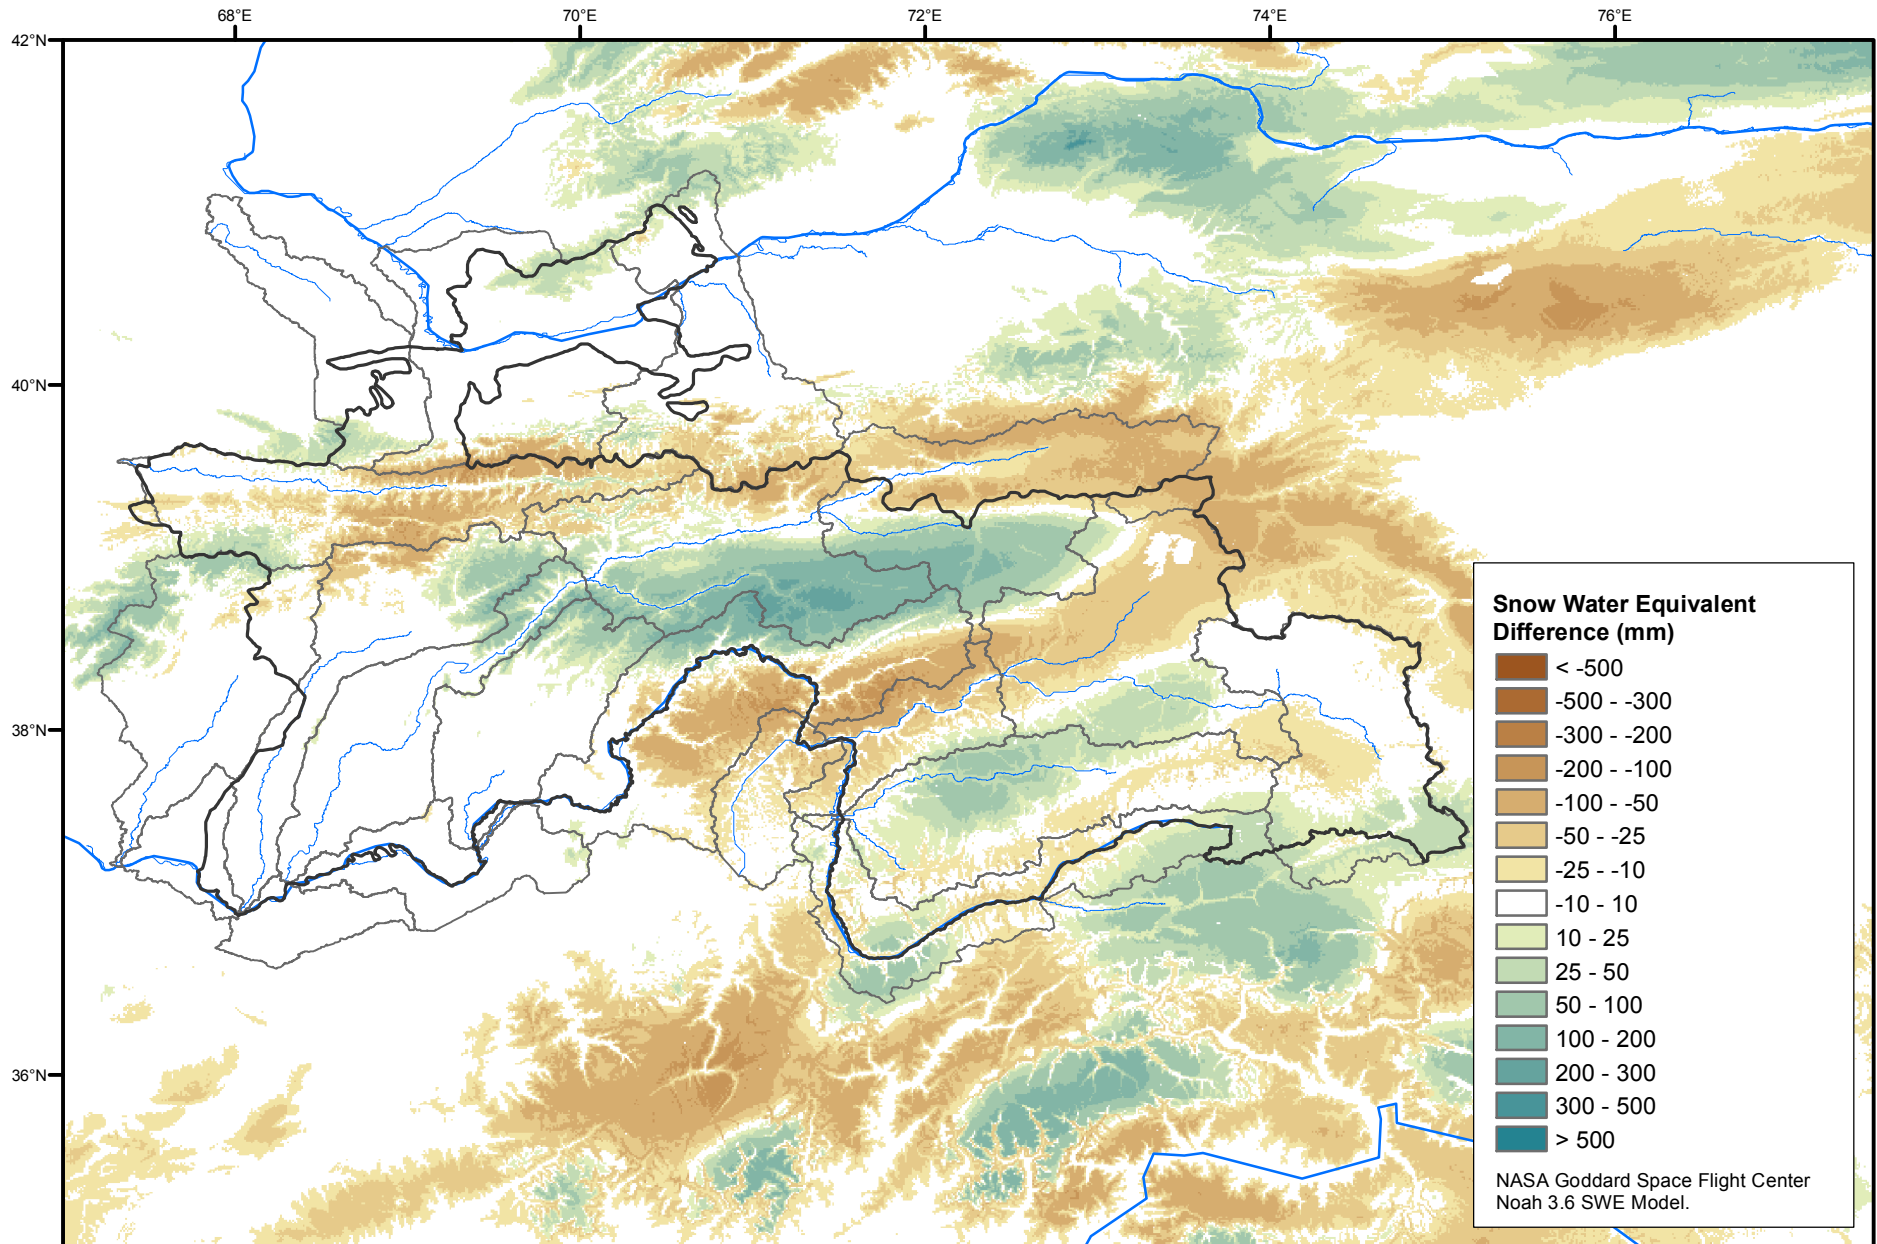 68°E
70°E
72°E
74°E
76°E
42°N
40°N
38°N
36°N
Snow Water Equivalent
Difference (mm)
< -500
-500 - -300
-300 - -200
-200 - -100
-100 - -50
-50 - -25
-25 - -10
-10 - 10
10 - 25
25 - 50
50 - 100
100 - 200
200 - 300
300 - 500
> 500
NASA Goddard Space Flight Center
Noah 3.6 SWE Model.